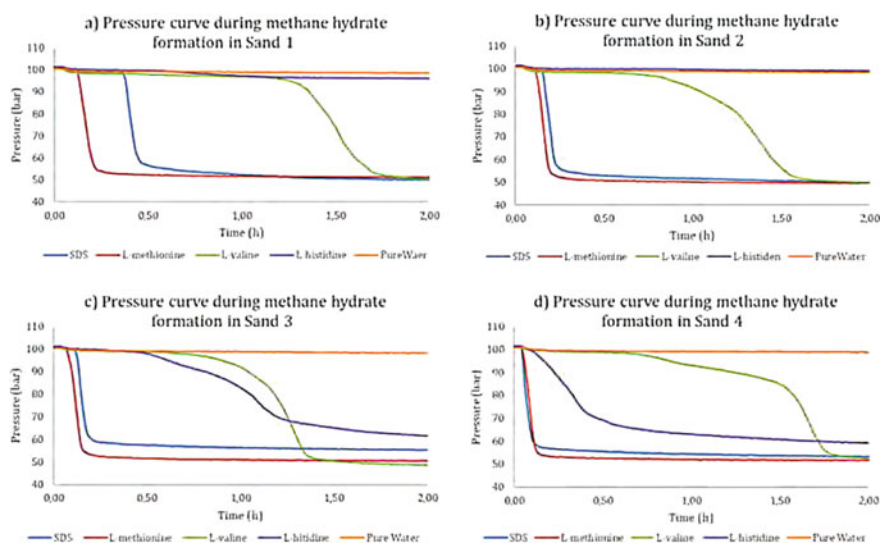 a) Pressure curve during methane hydrate
formation in Sand 1
110
100
90
80
70
60
50
40
Pressure (bar)
0,00 0,50 1,00 1,50 2,00
Time (h)
SDS L-methionine L-valine L-histidine PureWaer
b) Pressure curve during methane hydrate
formation in Sand 2
110
100
90
80
70
60
50
40
Pressure (bar)
0,00 0,50 1,00 1,50 2,00
Time (h)
SDS L-methionine L-vailne L-histiden PureWater
c) Pressure curve during methane hydrate
formation in Sand 3
110
100
90
80
70
60
50
40
Pressure (bar)
0,00 0,50 1,00 1,50 2,00
Time (h)
SDS L-methionine L-valine L-hitidine Pure Water
d) Pressure curve during methane hydrate
formation in Sand 4
110
100
90
80
70
60
50
40
Pressure (bar)
0,00 0,50 1,00 1,50 2,00
Time (h)
SDS L-methionine L-valine L-histidine Pure Water